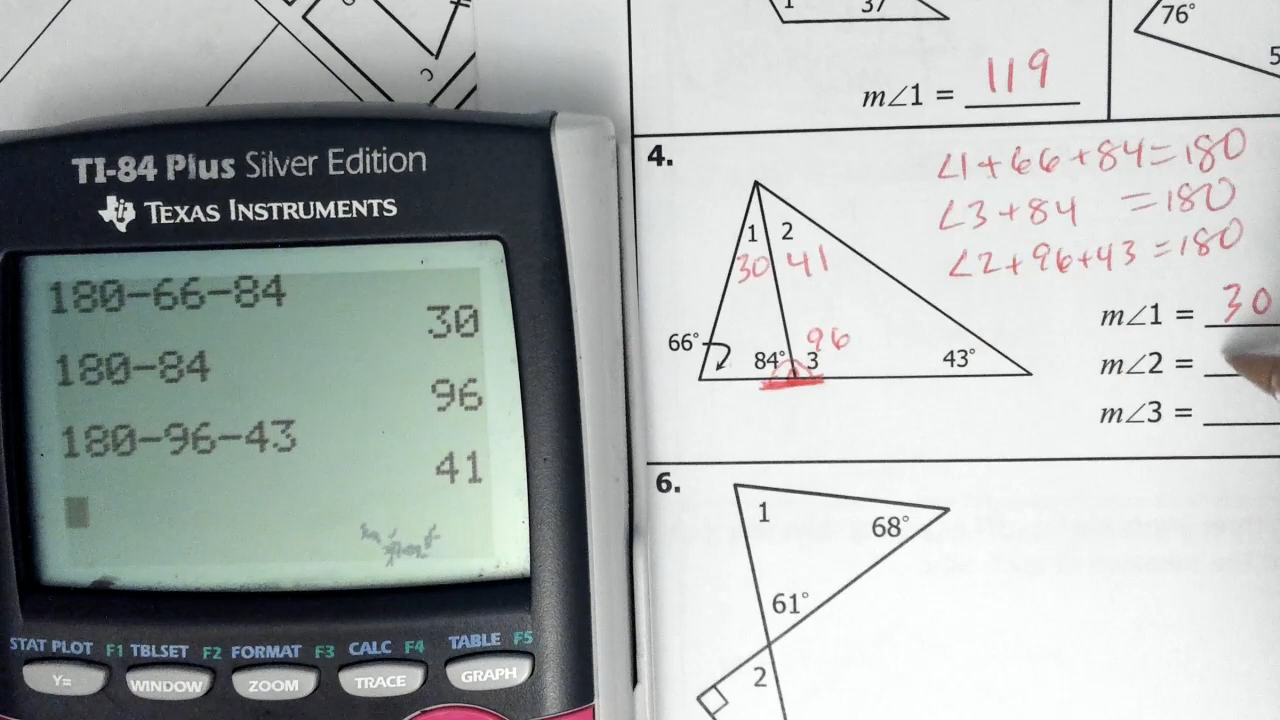 TI-84 Plus Silver Edition
TEXAS INSTRUMENTS
180-66-84
30
180-84
96
180-96-43
41
STAT PLOT F1 TBLSET F2 FORMAT F3 CALC F4 TABLE F5
Y= WINDOW ZOOM TRACE GRAPH
1 37
m∠1 = 119
76°
5
4.
∠1+66+84=180
∠3+84 =180
∠2+96+43=180
1 2
30 41
66°
84° 3 43°
96
m∠1 = 30
m∠2 =
m∠3 =
6.
1
68°
61°
2